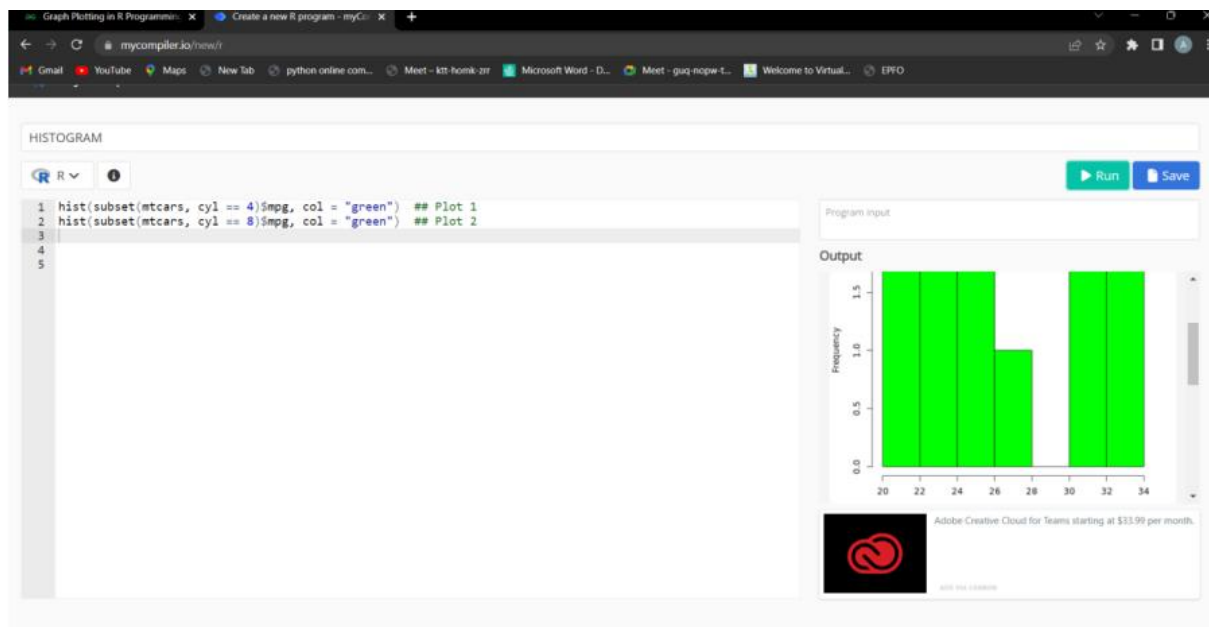 Graph Plotting in R Programming
Create a new R program - myCo
mycompiler.io/new/r
Gmail
YouTube
Maps
New Tab
python online com...
Meet – ktt-homk-zrr
Microsoft Word - D...
Meet - guq-nopw-t...
Welcome to Virtual...
EPFO
HISTOGRAM
R
Run
Save
1 hist(subset(mtcars, cyl == 4)$mpg, col = "green") ## Plot 1
2 hist(subset(mtcars, cyl == 8)$mpg, col = "green") ## Plot 2
3
4
5
Program input
Output
Frequency
1.5
1.0
0.5
0.0
20 22 24 26 28 30 32 34
Adobe Creative Cloud for Teams starting at $33.99 per month.